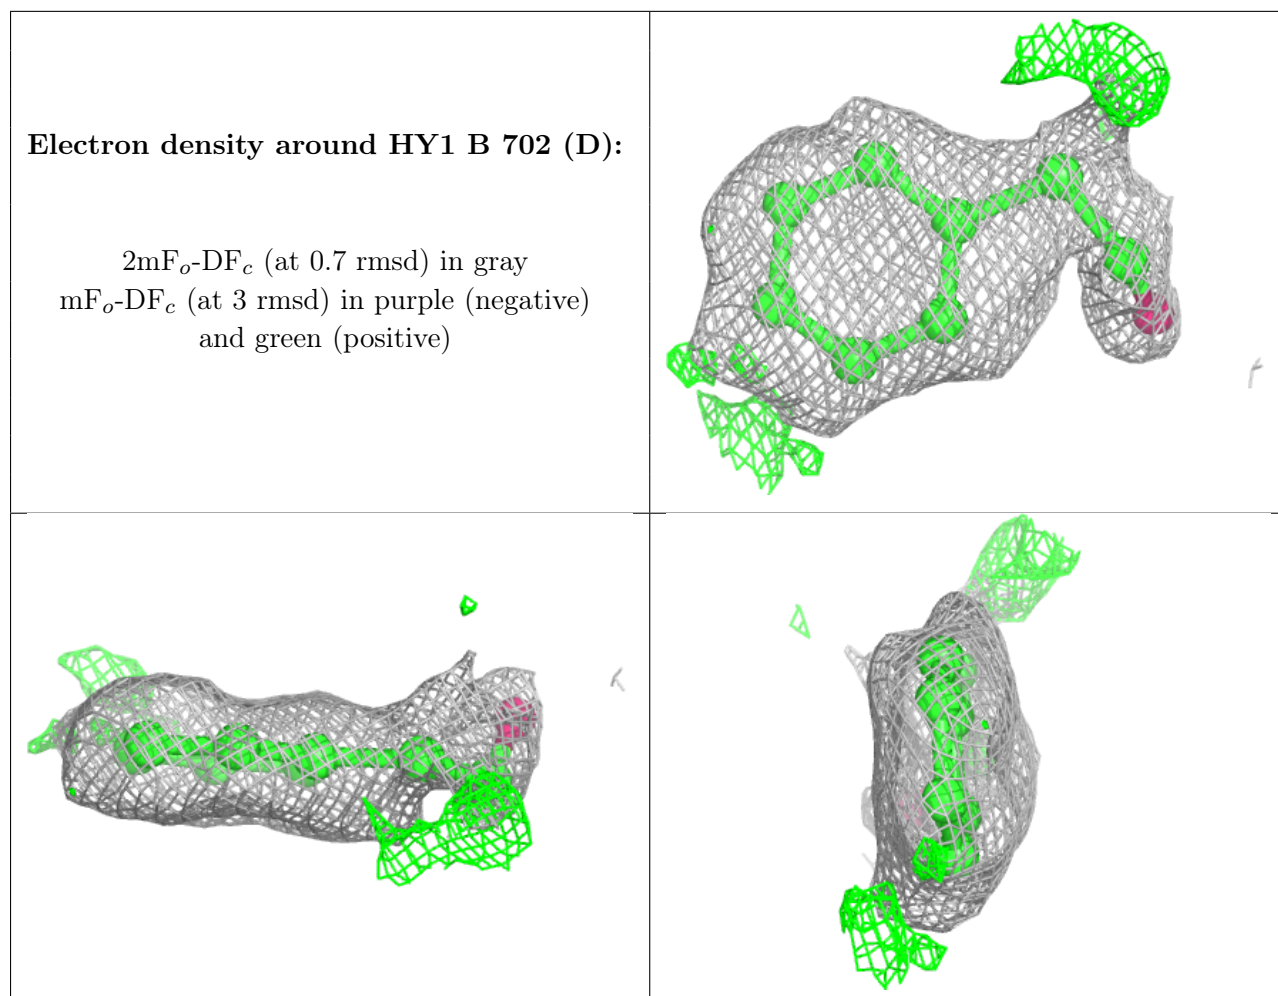 Electron density around HY1 B 702 (D):
2mFo-DFc (at 0.7 rmsd) in gray
mFo-DFc (at 3 rmsd) in purple (negative)
and green (positive)